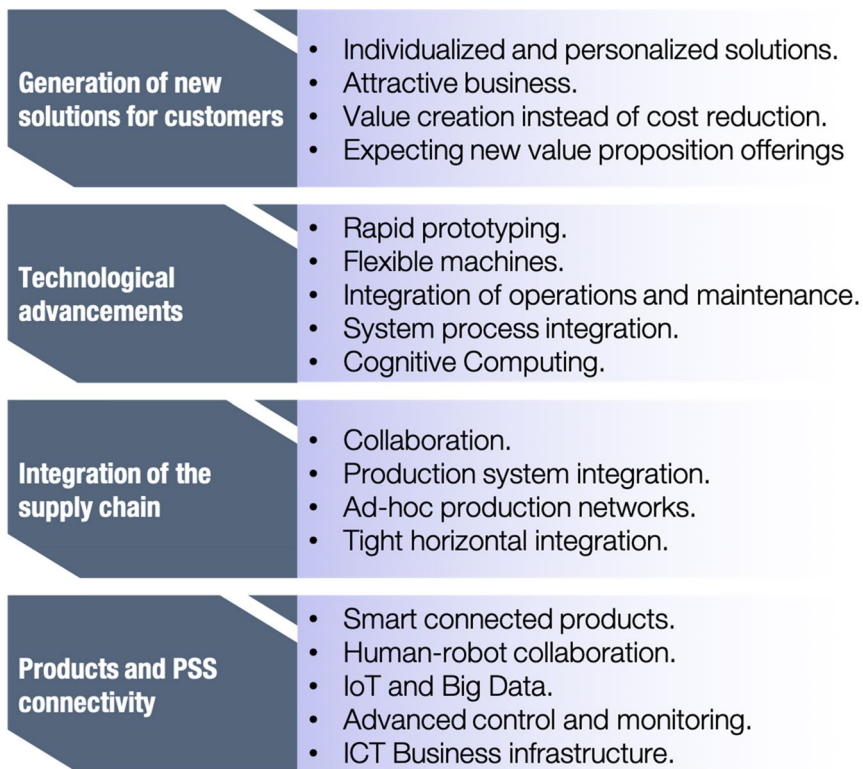 Generation of new
solutions for customers
• Individualized and personalized solutions.
• Attractive business.
• Value creation instead of cost reduction.
• Expecting new value proposition offerings
Technological
advancements
• Rapid prototyping.
• Flexible machines.
• Integration of operations and maintenance.
• System process integration.
• Cognitive Computing.
Integration of the
supply chain
• Collaboration.
• Production system integration.
• Ad-hoc production networks.
• Tight horizontal integration.
Products and PSS
connectivity
• Smart connected products.
• Human-robot collaboration.
• IoT and Big Data.
• Advanced control and monitoring.
• ICT Business infrastructure.